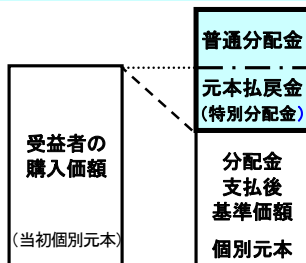 普通分配金
元本払戻金
(特別分配金)
受益者の
購入価額
(当初個別元本)
分配金
支払後
基準価額
個別元本